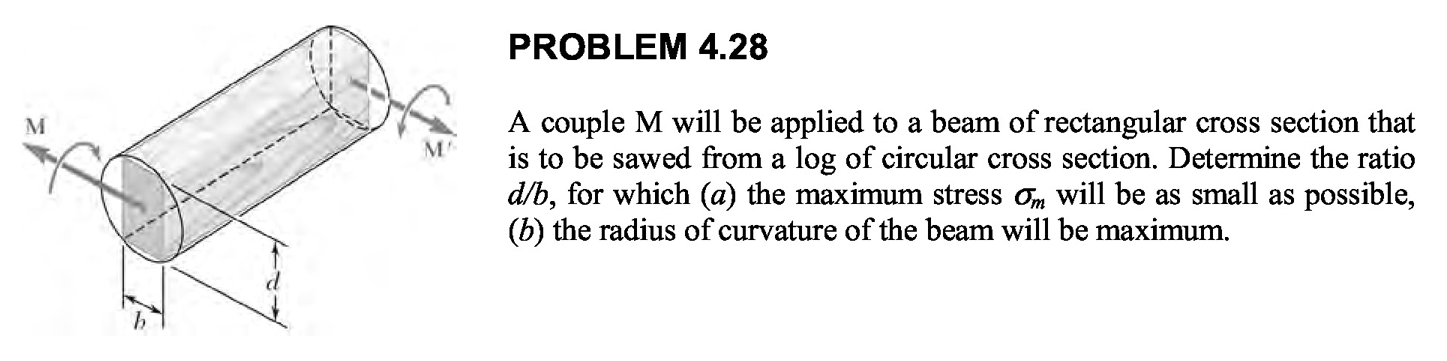 PROBLEM 4.28
A couple M will be applied to a beam of rectangular cross section that
is to be sawed from a log of circular cross section. Determine the ratio
d/b, for which (a) the maximum stress σₘ will be as small as possible,
(b) the radius of curvature of the beam will be maximum.
M
M'
d
b